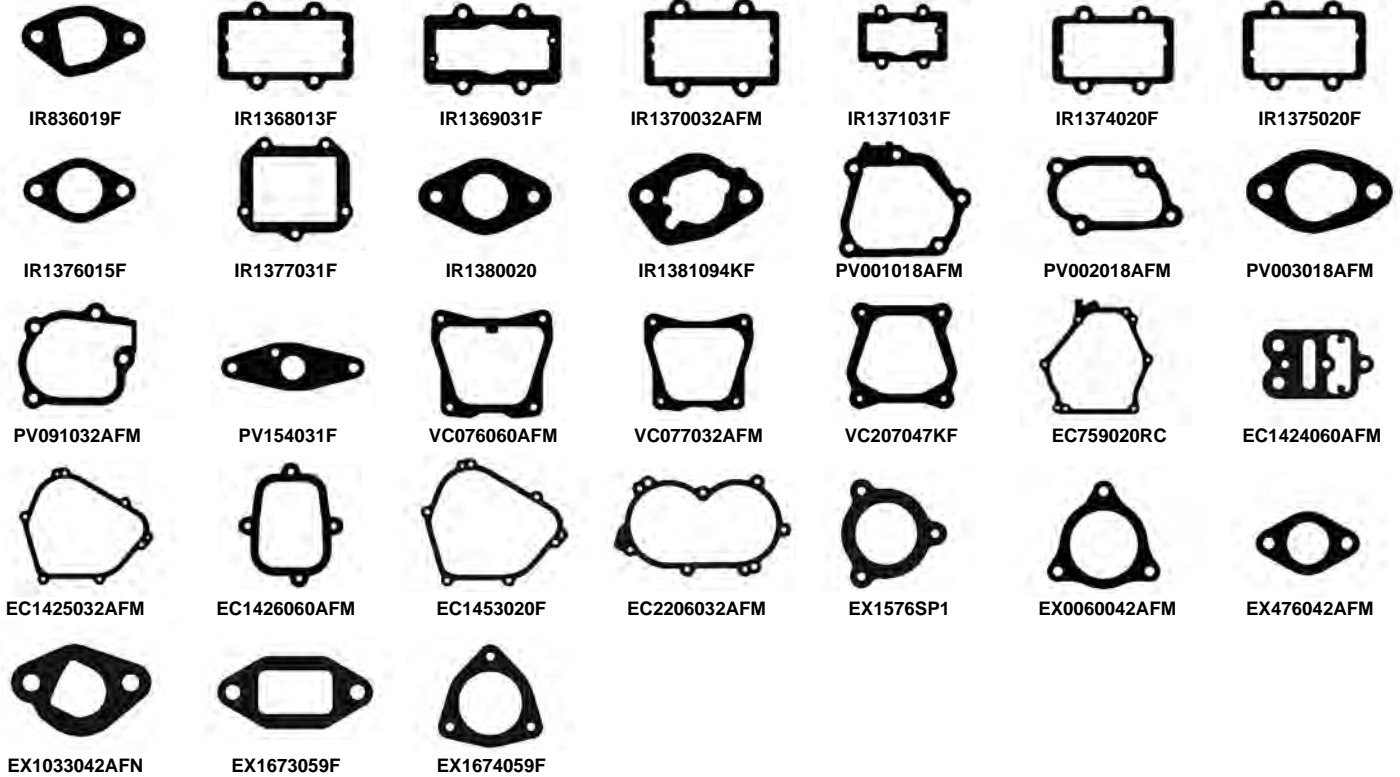 IR836019F IR1368013F IR1369031F IR1370032AFM IR1371031F IR1374020F IR1375020F
IR1376015F IR1377031F IR1380020 IR1381094KF PV001018AFM PV002018AFM PV003018AFM
PV091032AFM PV154031F VC076060AFM VC077032AFM VC207047KF EC759020RC EC1424060AFM
EC1425032AFM EC1426060AFM EC1453020F EC2206032AFM EX1576SP1 EX0060042AFM EX476042AFM
EX1033042AFN EX1673059F EX1674059F